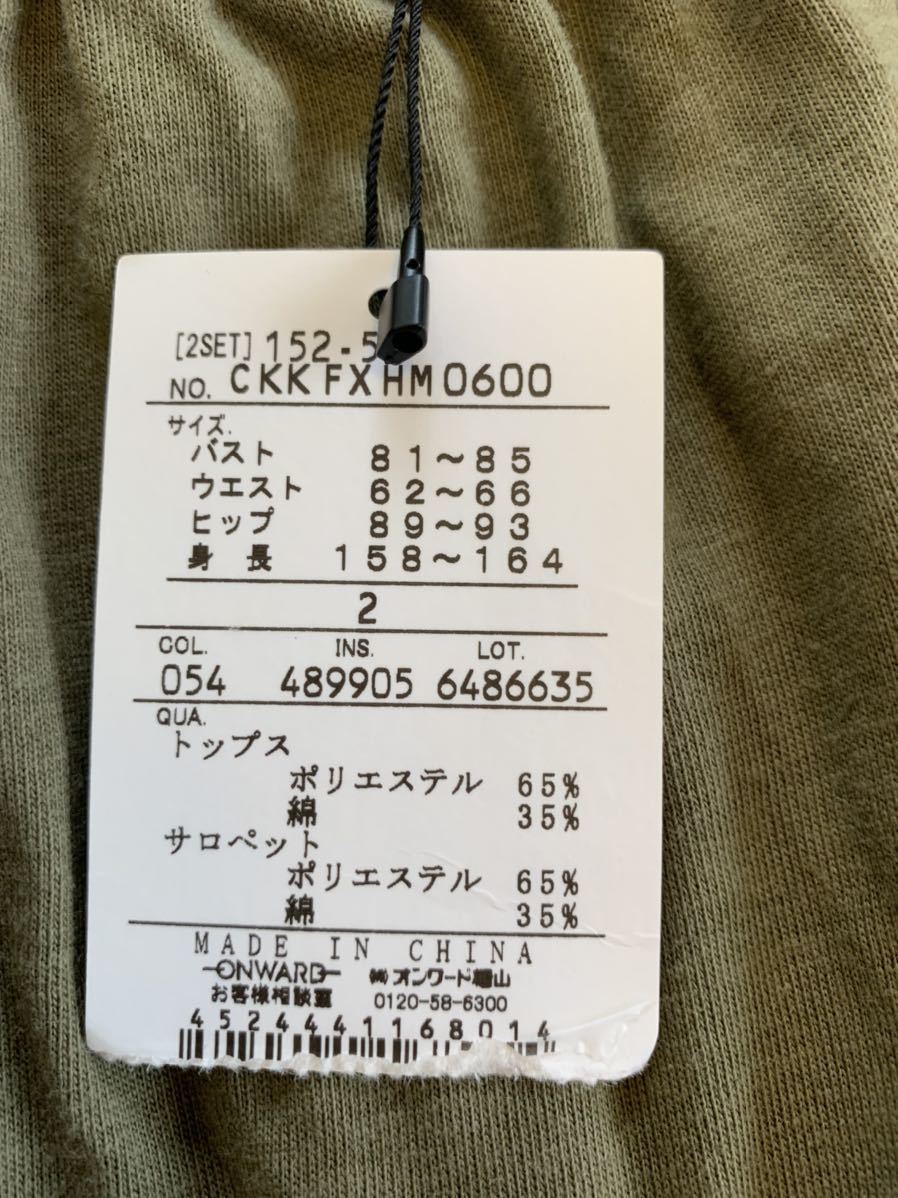 [2SET] 152-5
NO. CKKFXHM0600
サイズ.
バスト 81~85
ウエスト 62~66
ヒップ 89~93
身長 158~164
2
COL. INS. LOT.
054 489905 6486635
QUA.
トップス
ポリエステル 65%
綿 35%
サロペット
ポリエステル 65%
綿 35%
MADE IN CHINA
ONWARD ㈱オンワード樫山
お客様相談室 0120-58-6300
4524441168014